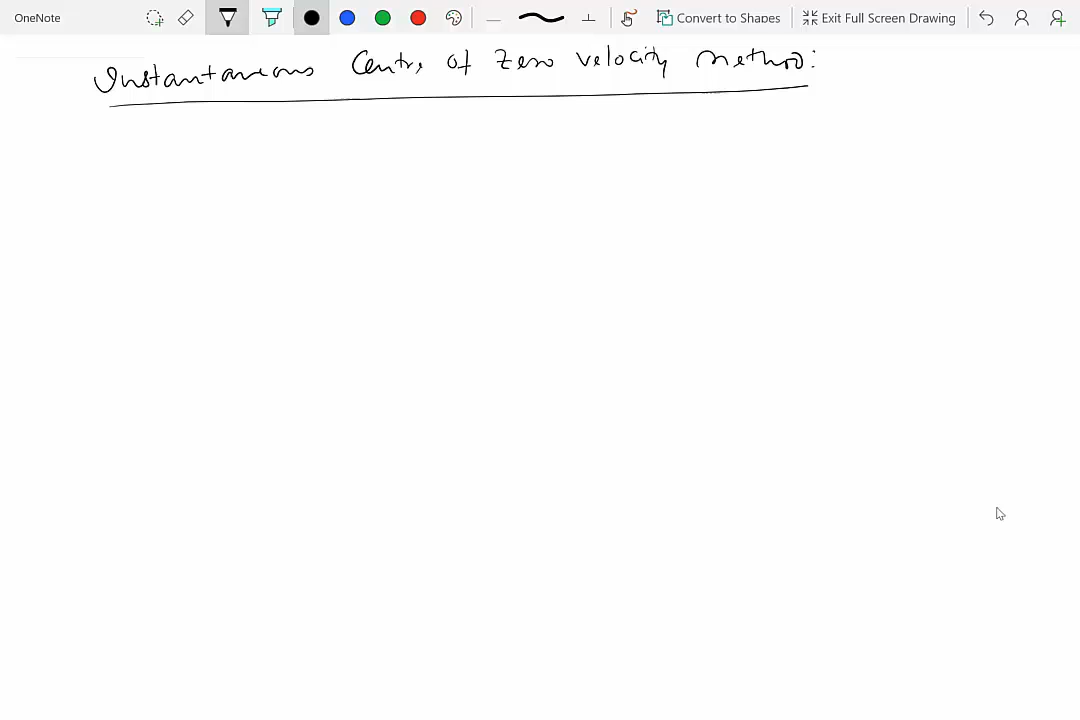 OneNote
Convert to Shapes
Exit Full Screen Drawing
Instantaneous Centre of Zero velocity method: